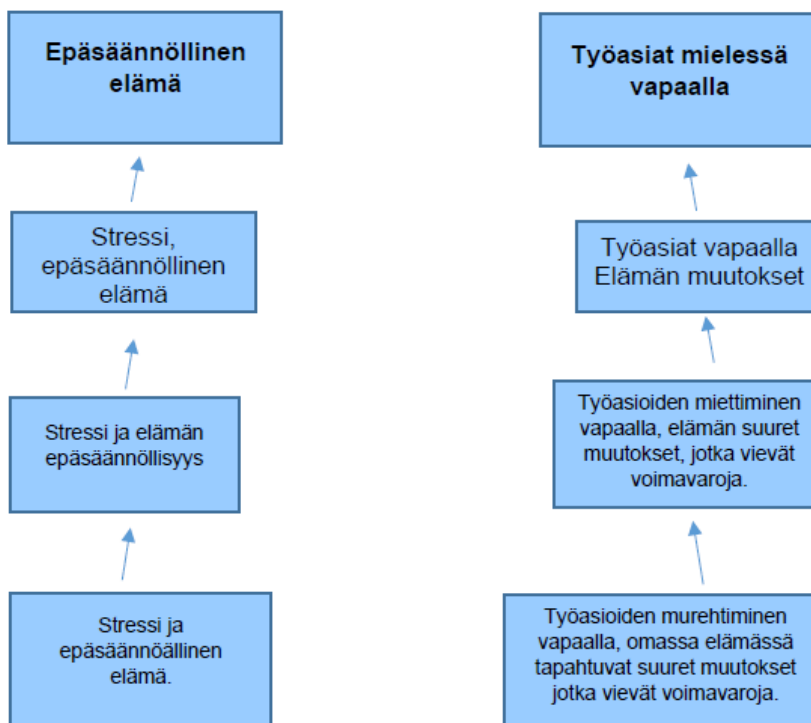 Epäsäännöllinen
elämä
Stressi,
epäsäännöllinen
elämä
Stressi ja elämän
epäsäännöllisyys
Stressi ja
epäsäännöällinen
elämä.
Työasiat mielessä
vapaalla
Työasiat vapaalla
Elämän muutokset
Työasioiden miettiminen
vapaalla, elämän suuret
muutokset, jotka vievät
voimavaroja.
Työasioiden murehtiminen
vapaalla, omassa elämässä
tapahtuvat suuret muutokset
jotka vievät voimavaroja.